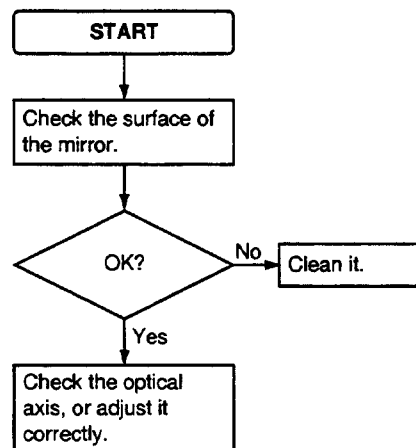 START
Check the surface of
the mirror.
OK?
No
Clean it.
Yes
Check the optical
axis, or adjust it
correctly.